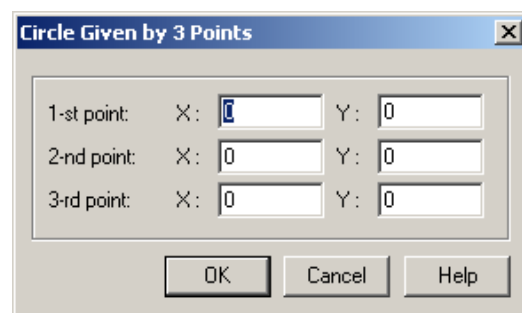 Circle Given by 3 Points
1-st point: X: 0 Y: 0
2-nd point: X: 0 Y: 0
3-rd point: X: 0 Y: 0
OK Cancel Help